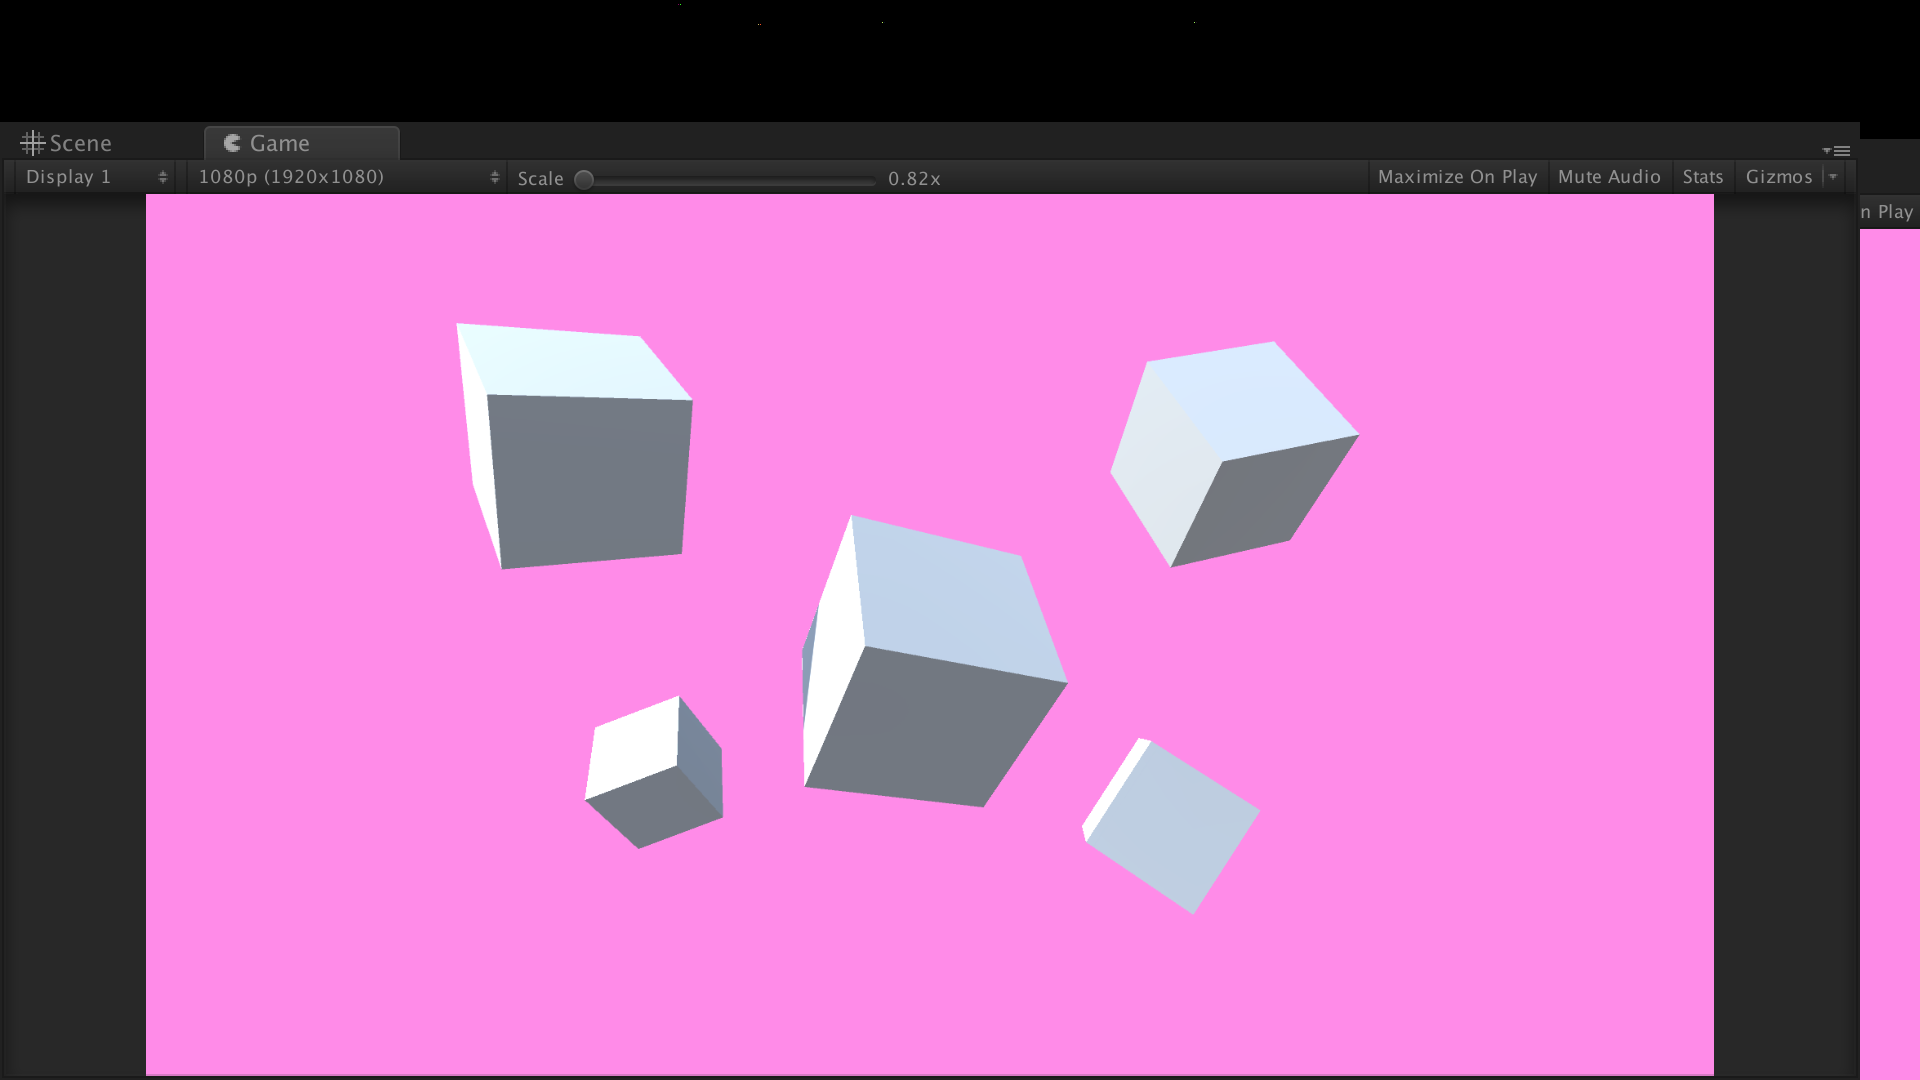 Scene
Game
Display 1
1080p (1920x1080)
Scale
0.82x
Maximize On Play
Mute Audio
Stats
Gizmos
n Play